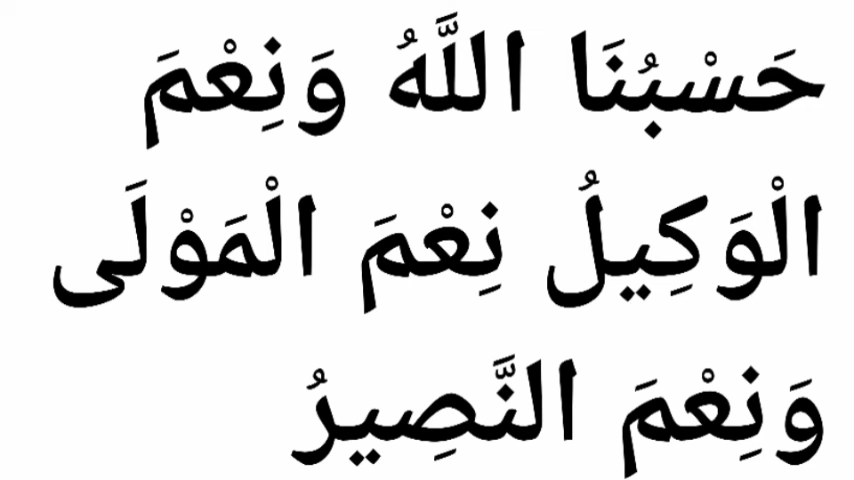 حَسْبُنَا اللَّهُ وَنِعْمَ
الْوَكِيلُ نِعْمَ الْمَوْلَى
وَنِعْمَ النَّصِيرُ